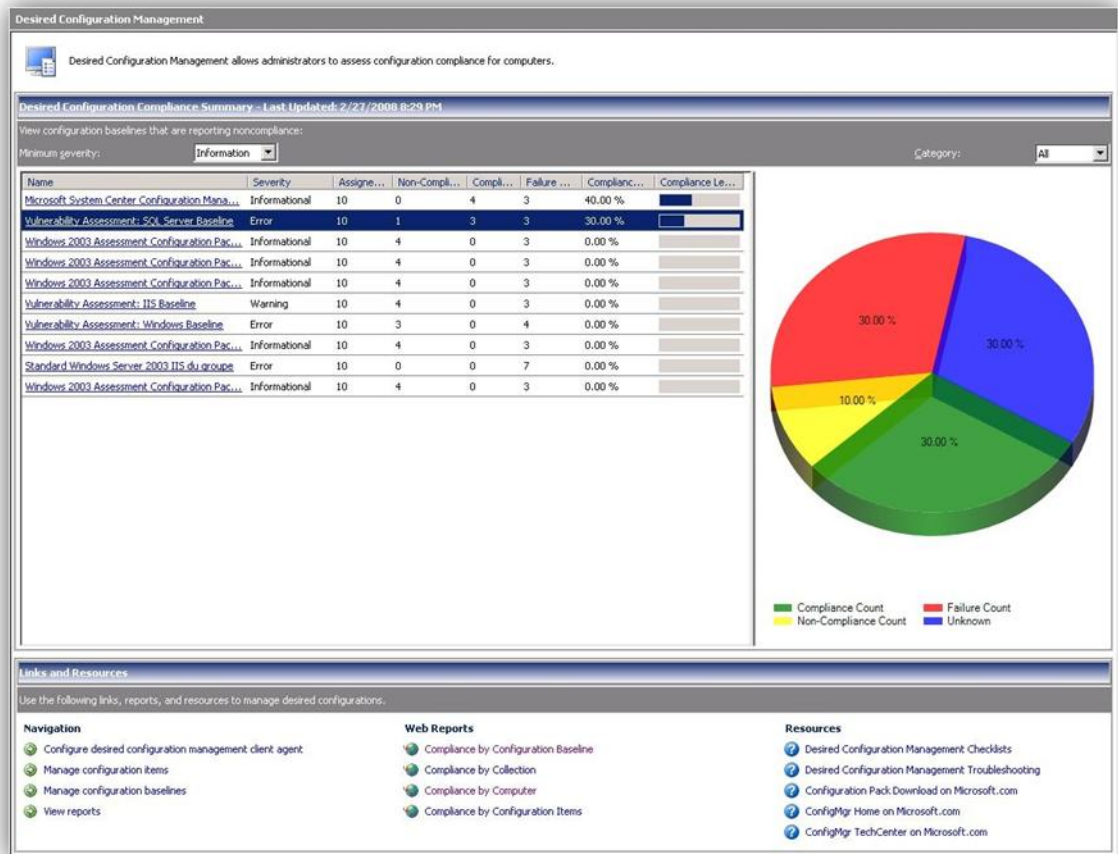 Desired Configuration Management
Desired Configuration Management allows administrators to assess configuration compliance for computers.
Desired Configuration Compliance Summary - Last Updated: 2/27/2008 8:29 PM
View configuration baselines that are reporting noncompliance:
Minimum severity: Information Category: All
Name Severity Assigne... Non-Compli... Compli... Failure ... Complianc... Compliance Le...
Microsoft System Center Configuration Mana... Informational 10 0 4 3 40.00 %
Vulnerability Assessment: SQL Server Baseline Error 10 1 3 3 30.00 %
Windows 2003 Assessment Configuration Pac... Informational 10 4 0 3 0.00 %
Windows 2003 Assessment Configuration Pac... Informational 10 4 0 3 0.00 %
Windows 2003 Assessment Configuration Pac... Informational 10 4 0 3 0.00 %
Vulnerability Assessment: IIS Baseline Warning 10 4 0 3 0.00 %
Vulnerability Assessment: Windows Baseline Error 10 3 0 4 0.00 %
Windows 2003 Assessment Configuration Pac... Informational 10 4 0 3 0.00 %
Standard Windows Server 2003 IIS du groupe Error 10 0 0 7 0.00 %
Windows 2003 Assessment Configuration Pac... Informational 10 4 0 3 0.00 %
30.00 %
30.00 %
10.00 %
30.00 %
Compliance Count Failure Count
Non-Compliance Count Unknown
Links and Resources
Use the following links, reports, and resources to manage desired configurations.
Navigation
Configure desired configuration management client agent
Manage configuration items
Manage configuration baselines
View reports
Web Reports
Compliance by Configuration Baseline
Compliance by Collection
Compliance by Computer
Compliance by Configuration Items
Resources
Desired Configuration Management Checklists
Desired Configuration Management Troubleshooting
Configuration Pack Download on Microsoft.com
ConfigMgr Home on Microsoft.com
ConfigMgr TechCenter on Microsoft.com